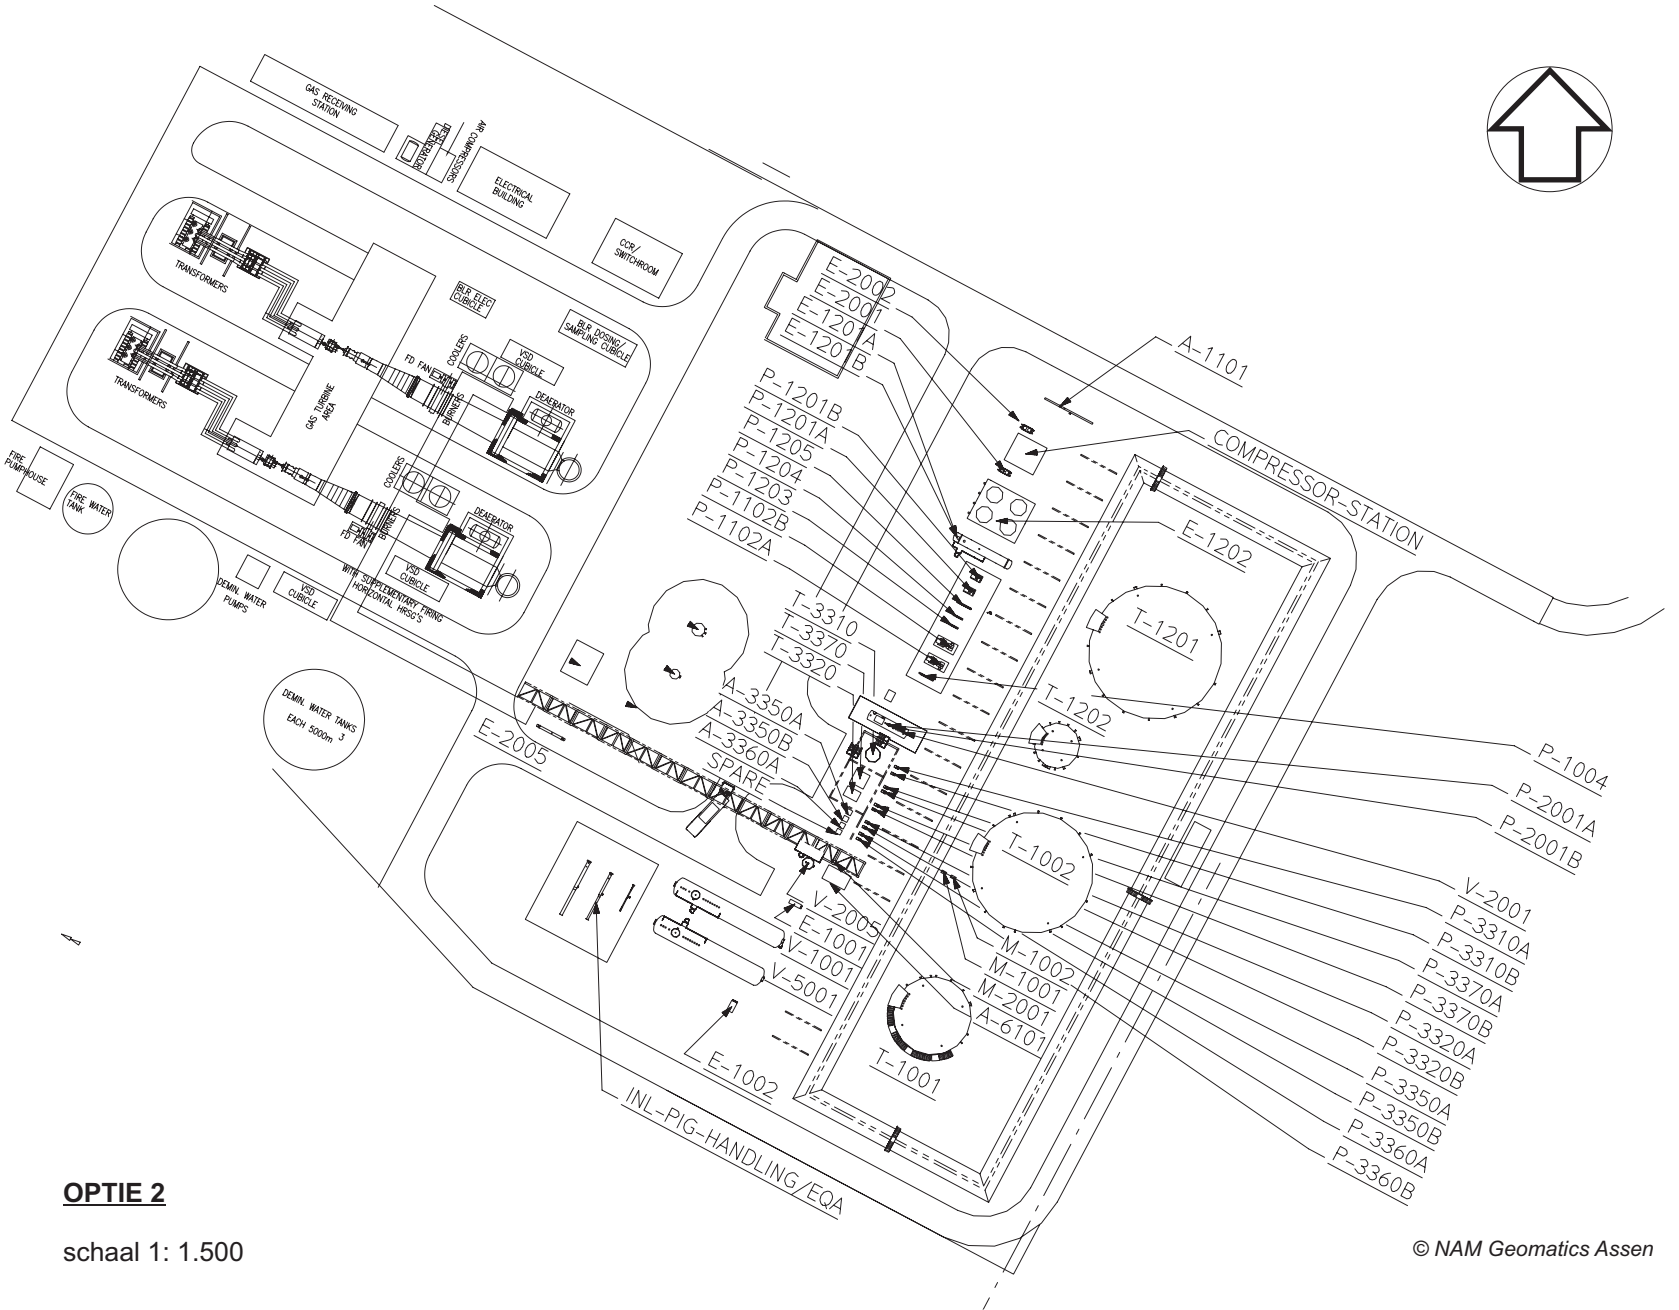 GAS RECEIVING
STATION
DIESEL
GENERATOR
AIR COMPRESSORS
ELECTRICAL
BUILDING
CCR/
SWITCHROOM
TRANSFORMERS
BLR ELEC
CUBICLE
BLR DOSING/
SAMPLING CUBICLE
COOLERS
VSD
CUBICLE
FD FAN
BURNERS
DEAERATOR
TRANSFORMERS
GAS TURBINE
AREA
COOLERS
BURNERS
FD FAN
DEAERATOR
VSD
CUBICLE
WITH SUPPLEMENTARY FIRING
HORIZONTAL HRSG'S
FIRE
PUMPHOUSE
FIRE WATER
TANK
DEMIN. WATER
PUMPS
VSD
CUBICLE
DEMIN. WATER TANKS
EACH 5000m 3
E-2002
E-2001
E-1201A
E-1201B
A-1101
COMPRESSOR-STATION
P-1201B
P-1201A
P-1205
P-1204
P-1203
P-1102B
P-1102A
E-1202
T-1201
T-3310
T-3370
T-3320
T-1202
A-3350A
A-3350B
A-3360A
SPARE
E-2005
T-1002
P-1004
P-2001A
P-2001B
V-2001
P-3310A
P-3310B
P-3370A
P-3370B
P-3320A
P-3320B
P-3350A
P-3350B
P-3360A
P-3360B
V-2005
E-1001
V-1001
V-5001
M-1002
M-1001
M-2001
A-6101
T-1001
E-1002
INL-PIG-HANDLING/EQA
OPTIE 2
schaal 1: 1.500
© NAM Geomatics Assen